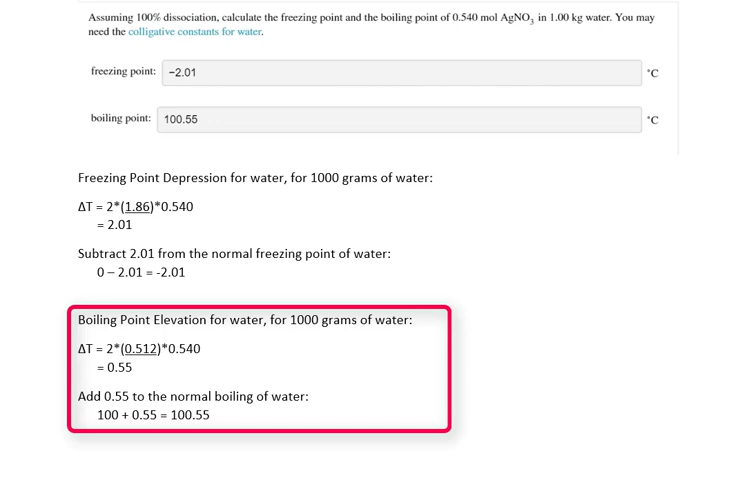 Assuming 100% dissociation, calculate the freezing point and the boiling point of 0.540 mol AgNO₃ in 1.00 kg water. You may
need the colligative constants for water.
freezing point: −2.01 °C
boiling point: 100.55 °C
Freezing Point Depression for water, for 1000 grams of water:
ΔT = 2*(1.86)*0.540
= 2.01
Subtract 2.01 from the normal freezing point of water:
0 – 2.01 = -2.01
Boiling Point Elevation for water, for 1000 grams of water:
ΔT = 2*(0.512)*0.540
= 0.55
Add 0.55 to the normal boiling of water:
100 + 0.55 = 100.55